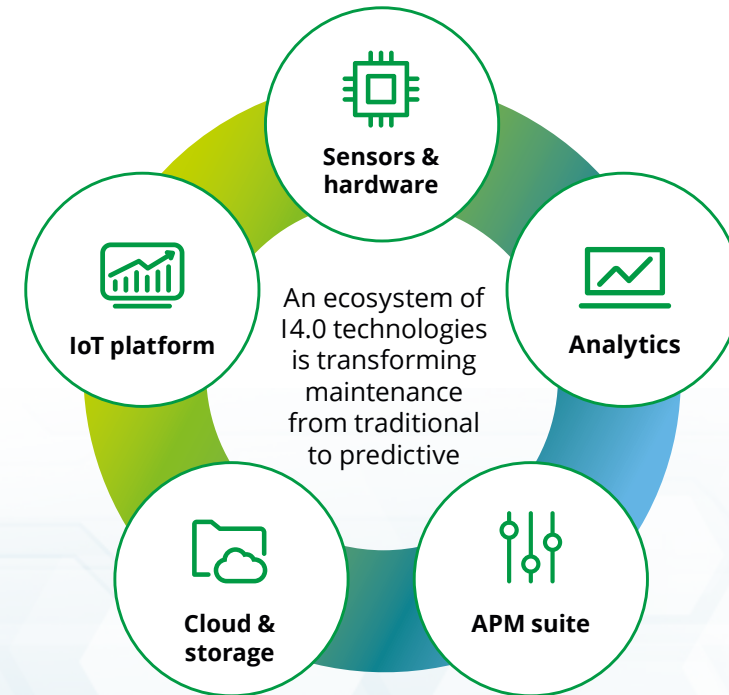 Sensors &
hardware
IoT platform
An ecosystem of
I4.0 technologies
is transforming
maintenance
from traditional
to predictive
Analytics
Cloud &
storage
APM suite